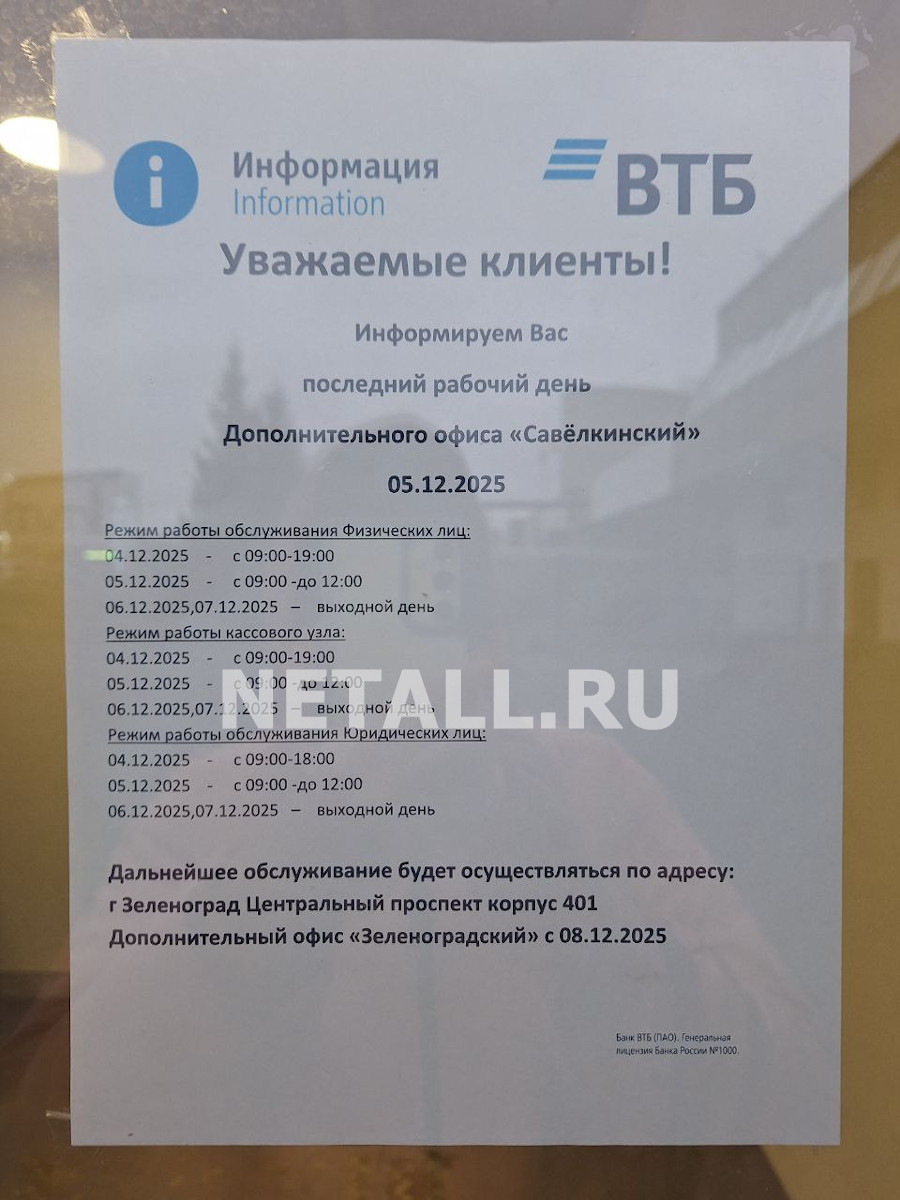 Информация
Information
ВТБ
Уважаемые клиенты!
Информируем Вас
последний рабочий день
Дополнительного офиса «Савёлкинский»
05.12.2025
Режим работы обслуживания Физических лиц:
04.12.2025 - с 09:00-19:00
05.12.2025 - с 09:00 -до 12:00
06.12.2025,07.12.2025 – выходной день
Режим работы кассового узла:
04.12.2025 - с 09:00-19:00
05.12.2025 - с 09:00 -до 12:00
06.12.2025,07.12.2025 – выходной день
NETALL.RU
Режим работы обслуживания Юридических лиц:
04.12.2025 - с 09:00-18:00
05.12.2025 - с 09:00 -до 12:00
06.12.2025,07.12.2025 – выходной день
Дальнейшее обслуживание будет осуществляться по адресу:
г Зеленоград Центральный проспект корпус 401
Дополнительный офис «Зеленоградский» с 08.12.2025
Банк ВТБ (ПАО). Генеральная
лицензия Банка России №1000.